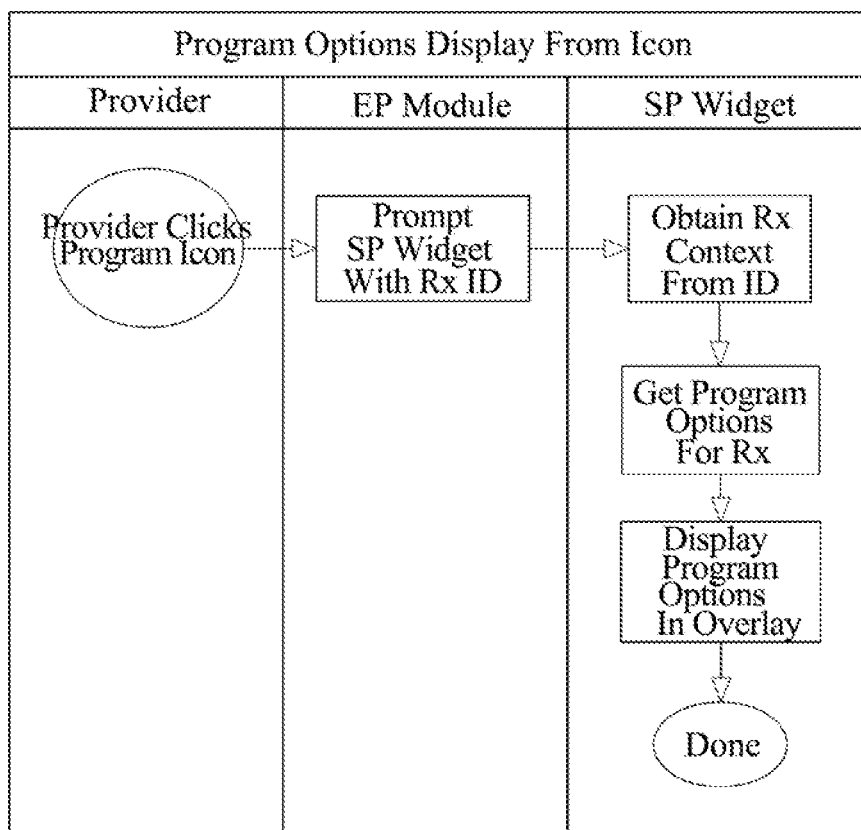 Program Options Display From Icon
Provider
EP Module
SP Widget
Provider Clicks
Program Icon
Prompt
SP Widget
With Rx ID
Obtain Rx
Context
From ID
Get Program
Options
For Rx
Display
Program
Options
In Overlay
Done